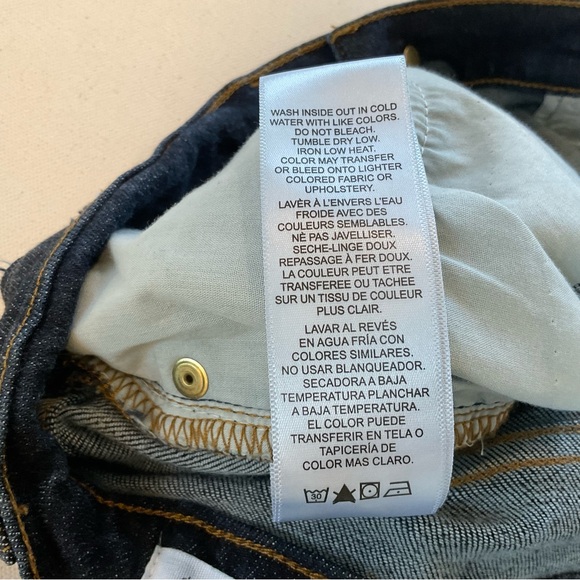 WASH INSIDE OUT IN COLD
WATER WITH LIKE COLORS.
DO NOT BLEACH.
TUMBLE DRY LOW.
IRON LOW HEAT.
COLOR MAY TRANSFER
OR BLEED ONTO LIGHTER
COLORED FABRIC OR
UPHOLSTERY.
LAVÉR À L'ENVERS L'EAU
FROIDE AVEC DES
COULEURS SEMBLABLES.
NÉ PAS JAVELLISER.
SECHE-LINGE DOUX
REPASSAGE À FER DOUX.
LA COULEUR PEUT ETRE
TRANSFEREE OU TACHEE
SUR UN TISSU DE COULEUR
PLUS CLAIR.
LAVAR AL REVÉS
EN AGUA FRÍA CON
COLORES SIMILARES.
NO USAR BLANQUEADOR.
SECADORA A BAJA
TEMPERATURA PLANCHAR
A BAJA TEMPERATURA.
EL COLOR PUEDE
TRANSFERIR EN TELA O
TAPICERÍA DE
COLOR MAS CLARO.
30